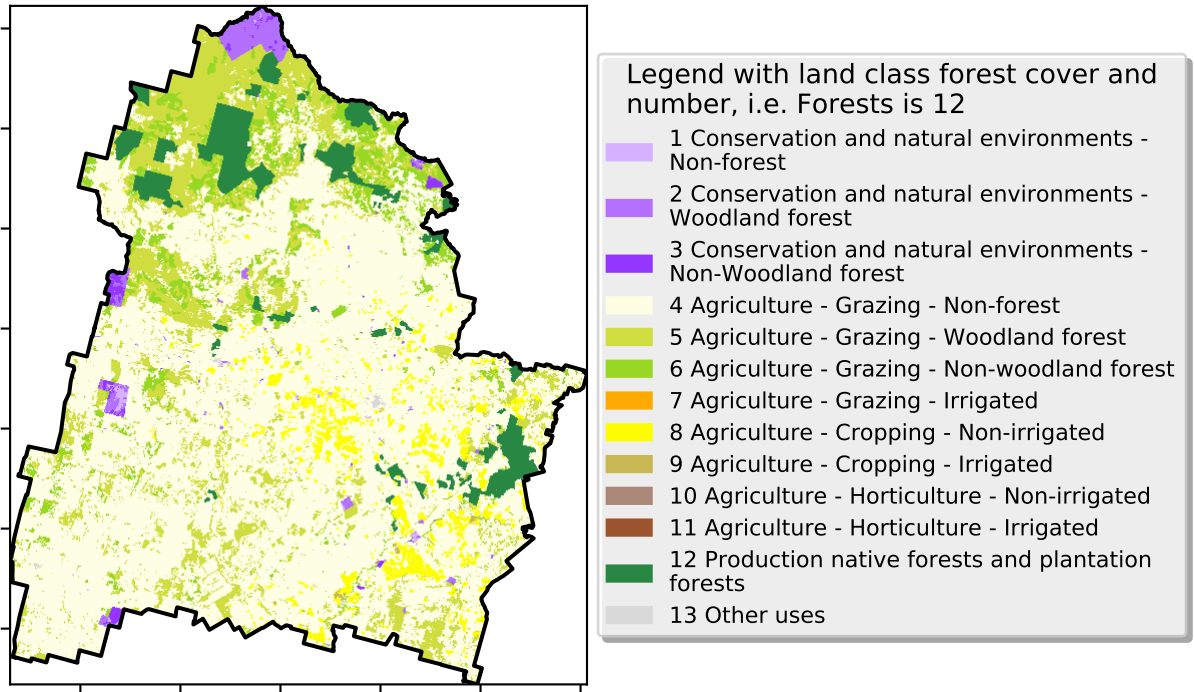 Legend with land class forest cover and
number, i.e. Forests is 12
1 Conservation and natural environments -
Non-forest
2 Conservation and natural environments -
Woodland forest
3 Conservation and natural environments -
Non-Woodland forest
4 Agriculture - Grazing - Non-forest
5 Agriculture - Grazing - Woodland forest
6 Agriculture - Grazing - Non-woodland forest
7 Agriculture - Grazing - Irrigated
8 Agriculture - Cropping - Non-irrigated
9 Agriculture - Cropping - Irrigated
10 Agriculture - Horticulture - Non-irrigated
11 Agriculture - Horticulture - Irrigated
12 Production native forests and plantation
forests
13 Other uses